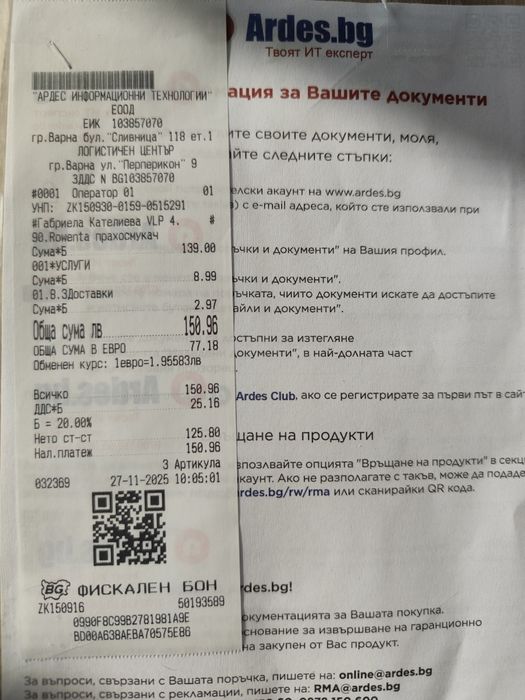 "АРДЕС ИНФОРМАЦИОННИ ТЕХНОЛОГИИ"
ЕООД
ЕИК 103857070
гр.Варна бул."Сливница" 118 ет.1
ЛОГИСТИЧЕН ЦЕНТЪР
гр.Варна ул."Перперикон" 9
ЗДДС N BG103857070
#0001 Оператор 01 01
УНП: ZK150930-0159-0515291
#Габриела Кателиева VLP 4. #
90.Rowenta прахосмукач
Сума*Б 139.00
001*УСЛУГИ
Сума*Б 8.99
01.8.3Доставки
Сума*Б 2.97
Обща сума лв 150.96
ОБЩА СУМА В ЕВРО 77.18
Обменен курс: 1евро=1.95583лв
Всичко 150.96
ДДС*Б 25.16
Б = 20.00%
Нето ст-ст 125.80
Нал.платеж 150.96
3 Артикула
032369 27-11-2025 10:05:01
BG ФИСКАЛЕН БОН
ZK150916 50193589
0990F8C99B2781981A9E
BD00A638AEBA70575EB6
Ardes.bg
Твоят ИТ експерт
ация за Вашите документи
ите своите документи, моля,
йте следните стъпки:
елски акаунт на www.ardes.bg
) с e-mail адреса, който сте използвали при
ъчки и документи" на Вашия профил.
ъчки и документи".
ъчката, чиито документи искате да достъпите
айли и документи".
остъпни за изтегляне
документи", в най-долната част
Ardes Club, ако се регистрирате за първи път в сайт
щане на продукти
зползвайте опцията "Връщане на продукти" в секц
каунт. Ако не разполагате с такъв, може да подаде
rdes.bg/rw/rma или сканирайки QR кода.
rdes.bg!
окументацията за Вашата покупка.
снование за извършване на гаранционно
на закупен от Вас продукт.
За въпроси, свързани с Вашата поръчка, пишете на: online@ardes.bg
За въпроси, свързани с рекламации, пишете на: RMA@ardes.bg